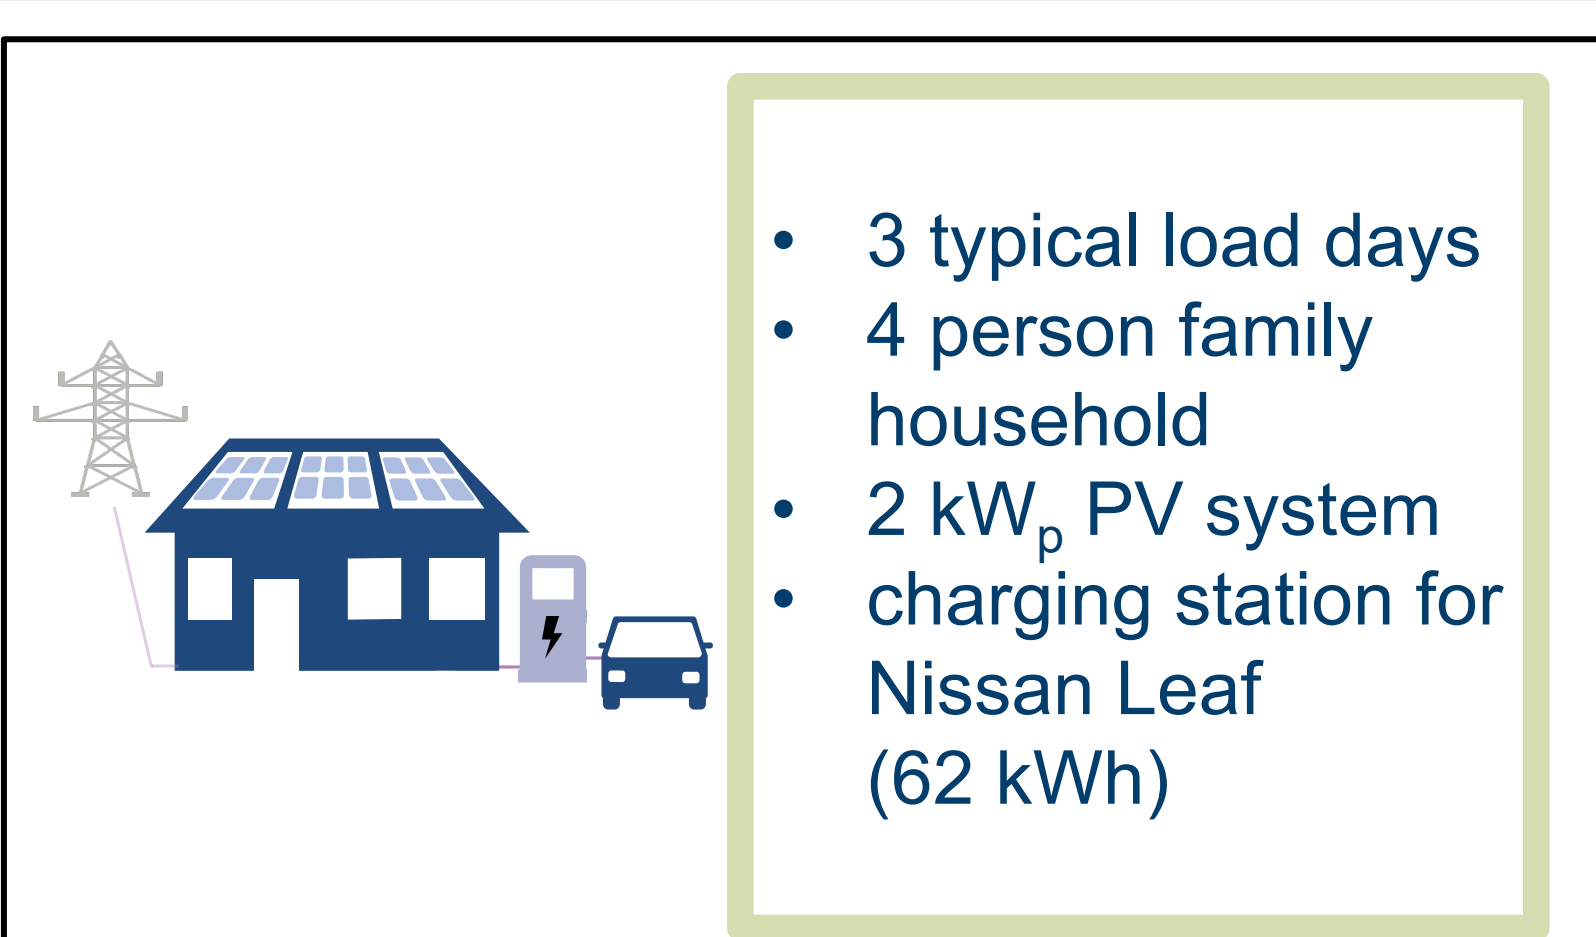 • 3 typical load days
• 4 person family
household
• 2 kWₚ PV system
• charging station for
Nissan Leaf
(62 kWh)